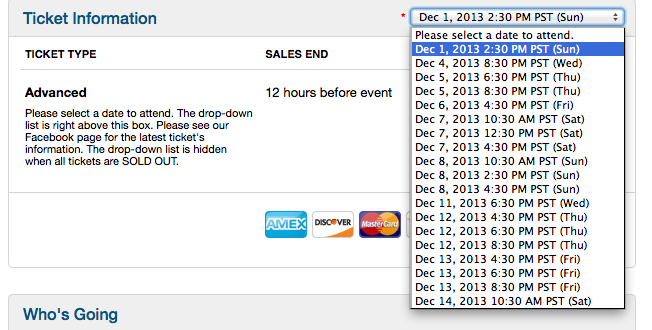 Ticket Information
* Dec 1, 2013 2:30 PM PST (Sun)
TICKET TYPE
SALES END
Advanced
12 hours before event
Please select a date to attend. The drop-down
list is right above this box. Please see our
Facebook page for the latest ticket's
information. The drop-down list is hidden
when all tickets are SOLD OUT.
Please select a date to attend.
Dec 1, 2013 2:30 PM PST (Sun)
Dec 4, 2013 8:30 PM PST (Wed)
Dec 5, 2013 6:30 PM PST (Thu)
Dec 5, 2013 8:30 PM PST (Thu)
Dec 6, 2013 4:30 PM PST (Fri)
Dec 7, 2013 10:30 AM PST (Sat)
Dec 7, 2013 12:30 PM PST (Sat)
Dec 7, 2013 4:30 PM PST (Sat)
Dec 8, 2013 10:30 AM PST (Sun)
Dec 8, 2013 2:30 PM PST (Sun)
Dec 8, 2013 4:30 PM PST (Sun)
Dec 11, 2013 6:30 PM PST (Wed)
Dec 12, 2013 4:30 PM PST (Thu)
Dec 12, 2013 6:30 PM PST (Thu)
Dec 12, 2013 8:30 PM PST (Thu)
Dec 13, 2013 4:30 PM PST (Fri)
Dec 13, 2013 6:30 PM PST (Fri)
Dec 13, 2013 8:30 PM PST (Fri)
Dec 14, 2013 10:30 AM PST (Sat)
AMEX DISCOVER MasterCard
Who's Going